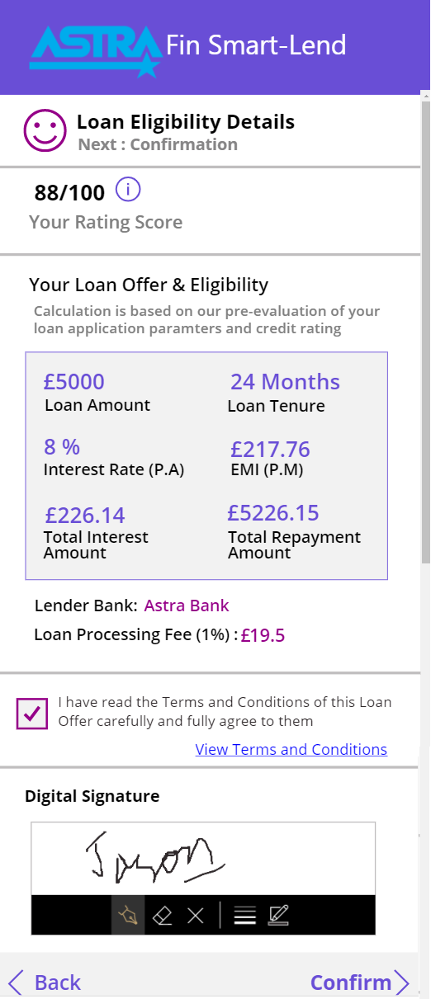 ASTRA Fin Smart-Lend
Loan Eligibility Details
Next : Confirmation
88/100 i
Your Rating Score
Your Loan Offer & Eligibility
Calculation is based on our pre-evaluation of your
loan application paramters and credit rating
£5000 24 Months
Loan Amount Loan Tenure
8 % £217.76
Interest Rate (P.A) EMI (P.M)
£226.14 £5226.15
Total Interest Total Repayment
Amount Amount
Lender Bank: Astra Bank
Loan Processing Fee (1%) : £19.5
I have read the Terms and Conditions of this Loan
Offer carefully and fully agree to them
View Terms and Conditions
Digital Signature
Back Confirm